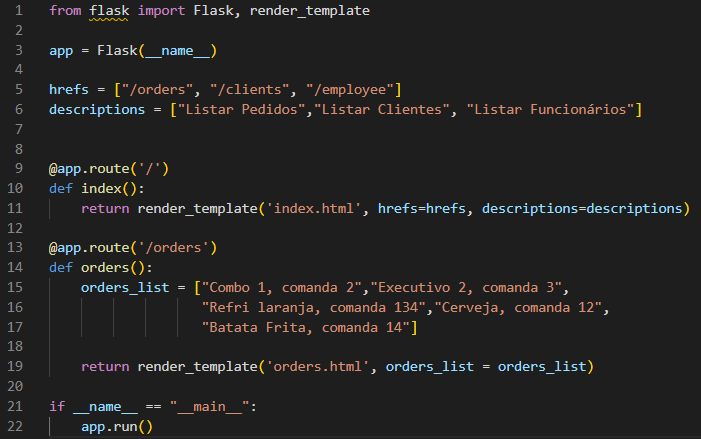 1 from flask import Flask, render_template
2
3 app = Flask(__name__)
4
5 hrefs = ["/orders", "/clients", "/employee"]
6 descriptions = ["Listar Pedidos","Listar Clientes", "Listar Funcionários"]
7
8
9 @app.route('/')
10 def index():
11     return render_template('index.html', hrefs=hrefs, descriptions=descriptions)
12
13 @app.route('/orders')
14 def orders():
15     orders_list = ["Combo 1, comanda 2","Executivo 2, comanda 3",
16                    "Refri laranja, comanda 134","Cerveja, comanda 12",
17                    "Batata Frita, comanda 14"]
18
19     return render_template('orders.html', orders_list = orders_list)
20
21 if __name__ == "__main__":
22     app.run()